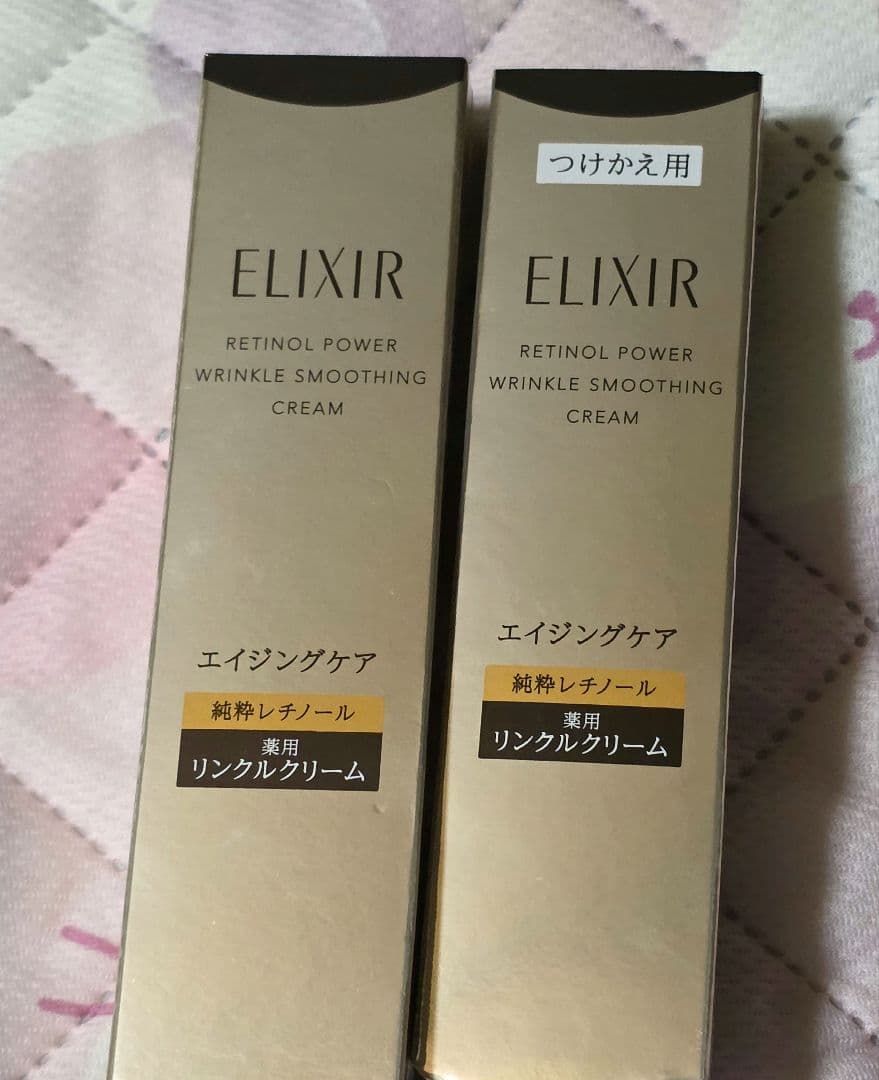 ELIXIR
RETINOL POWER
WRINKLE SMOOTHING
CREAM
エイジングケア
純粋レチノール
薬用
リンクルクリーム
つけかえ用
ELIXIR
RETINOL POWER
WRINKLE SMOOTHING
CREAM
エイジングケア
純粋レチノール
薬用
リンクルクリーム